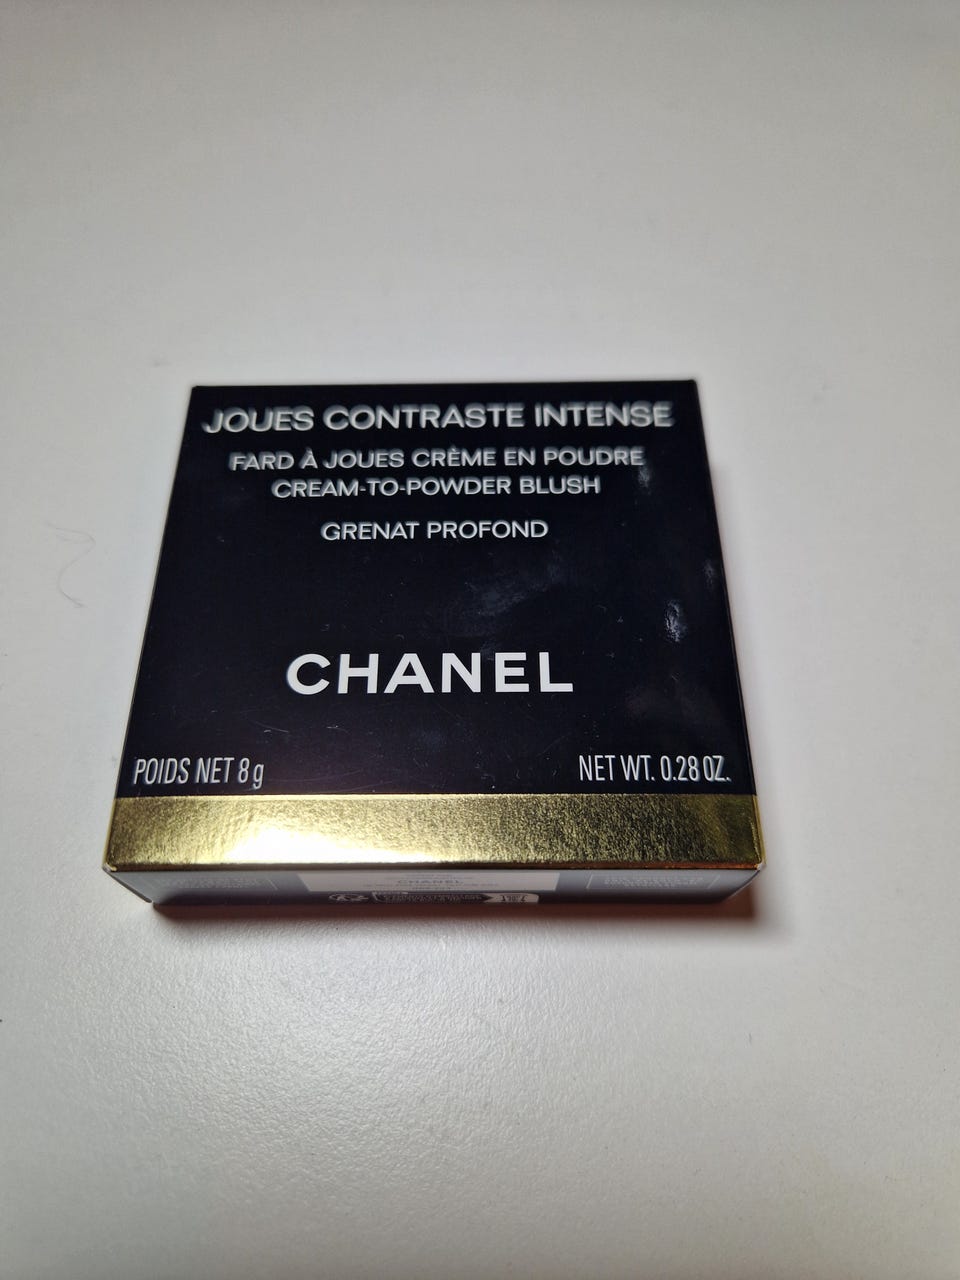 JOUES CONTRASTE INTENSE
FARD À JOUES CRÈME EN POUDRE
CREAM-TO-POWDER BLUSH
GRENAT PROFOND
CHANEL
POIDS NET 8 g
NET WT. 0.28 OZ.
CHANEL